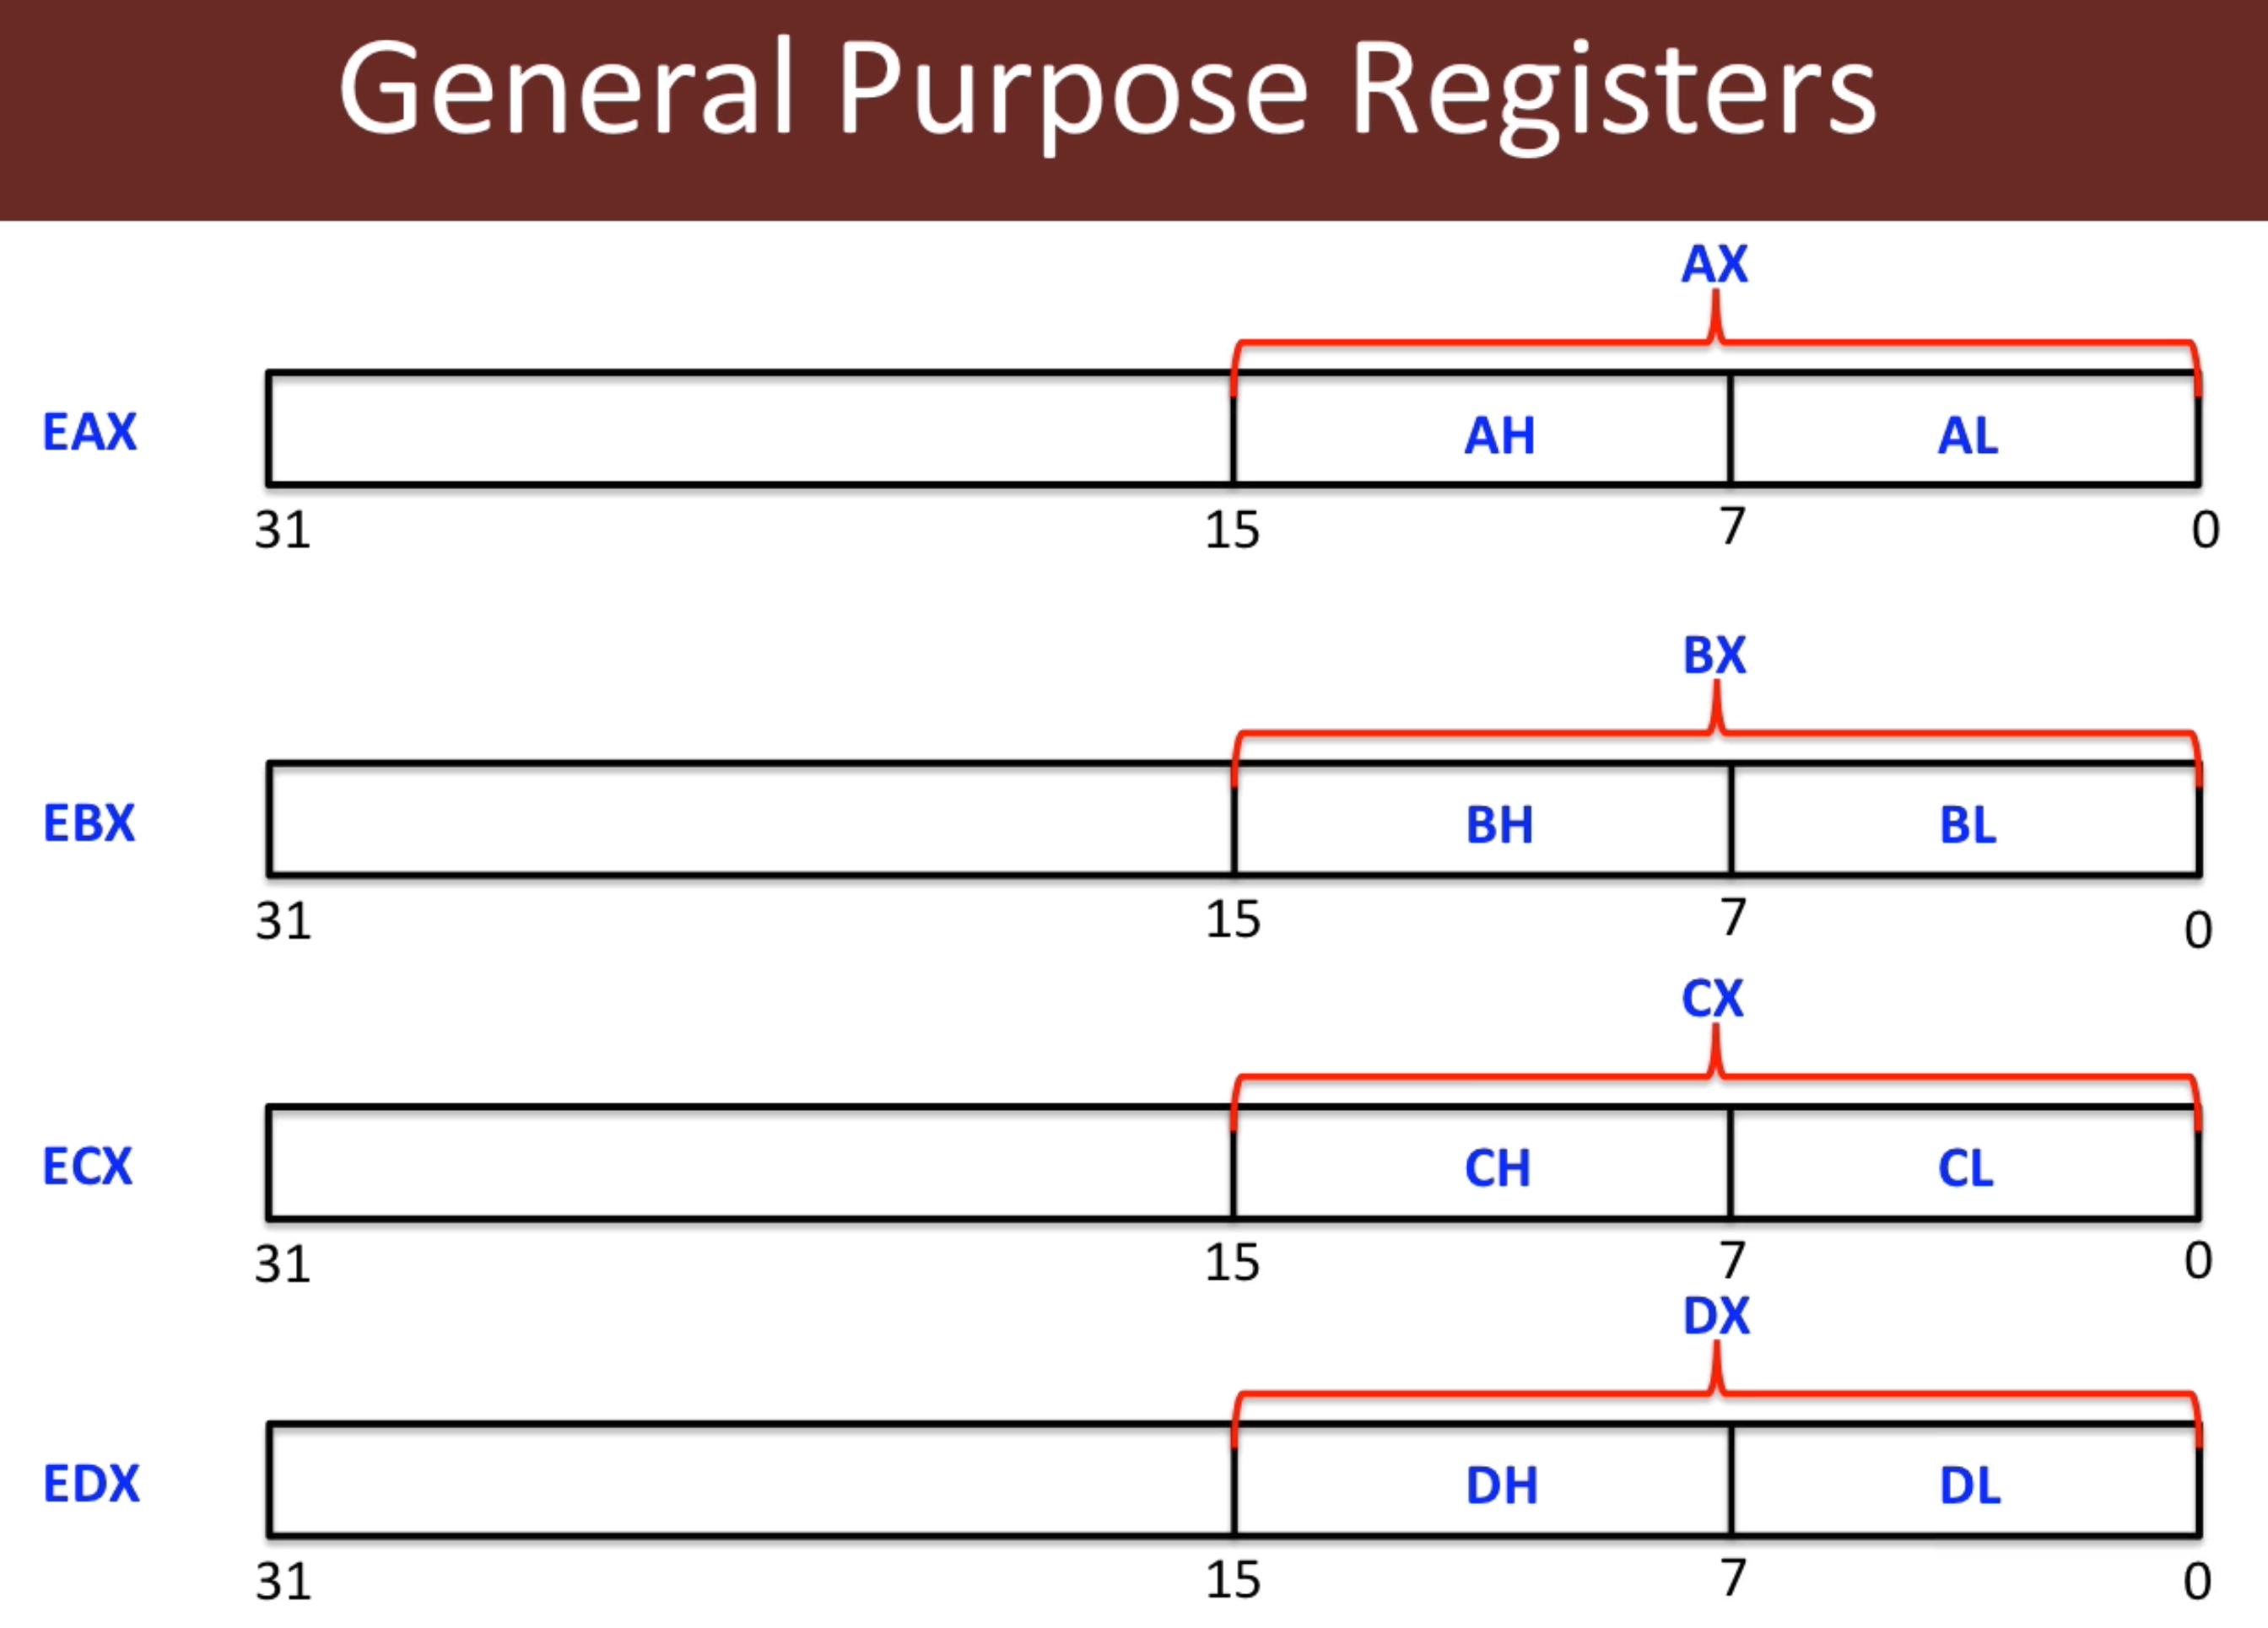 General Purpose Registers
AX
EAX AH AL
31 15 7 0
BX
EBX BH BL
31 15 7 0
CX
ECX CH CL
31 15 7 0
DX
EDX DH DL
31 15 7 0